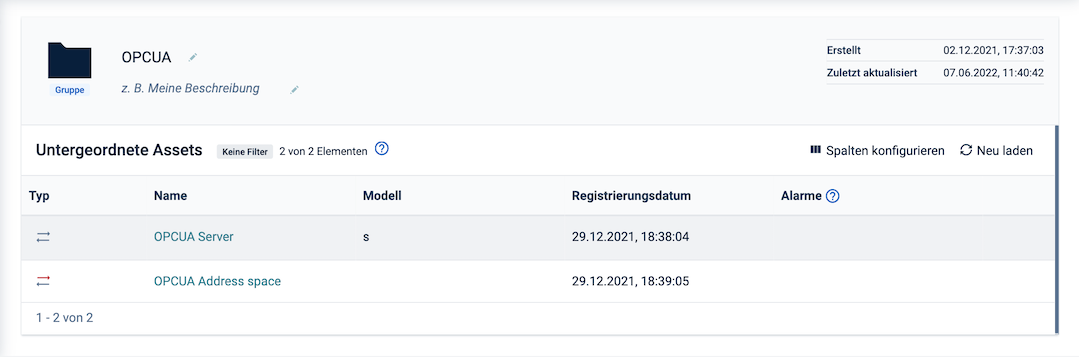 OPCUA
Gruppe
z. B. Meine Beschreibung
Erstellt 02.12.2021, 17:37:03
Zuletzt aktualisiert 07.06.2022, 11:40:42
Untergeordnete Assets Keine Filter 2 von 2 Elementen ? Spalten konfigurieren Neu laden
Typ Name Modell Registrierungsdatum Alarme ?
OPCUA Server s 29.12.2021, 18:38:04
OPCUA Address space 29.12.2021, 18:39:05
1 - 2 von 2